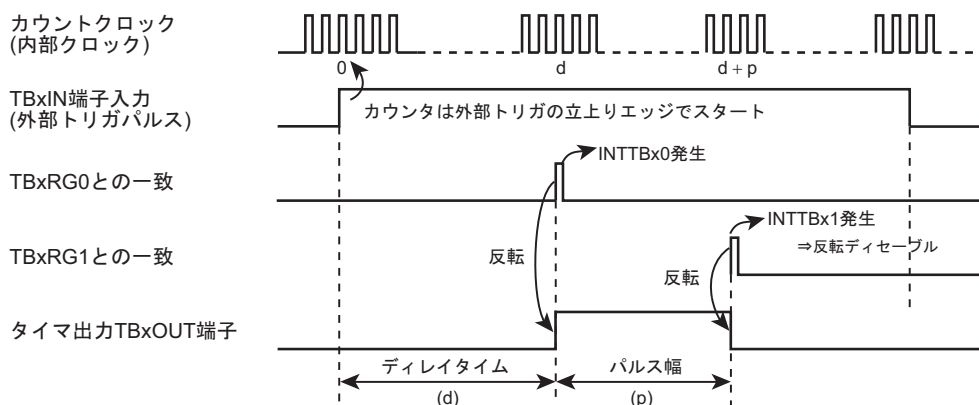 カウントクロック
(内部クロック)
0
d
d + p
TBxIN端子入力
(外部トリガパルス)
カウンタは外部トリガの立上りエッジでスタート
INTTBx0発生
TBxRG0との一致
INTTBx1発生
TBxRG1との一致
反転
反転
⇒反転ディセーブル
タイマ出力TBxOUT端子
ディレイタイム
(d)
パルス幅
(p)